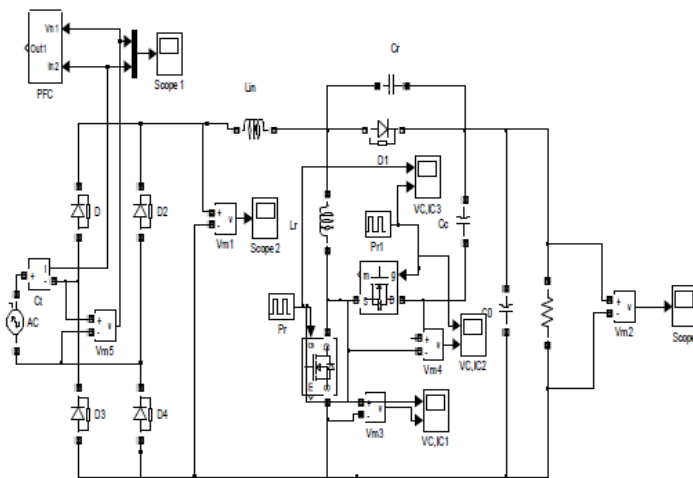 Vn1
Out1
In2
PFC
Scope 1
Cr
Lin
D1
D
D2
VC,IC3
Lr
Cc
Pr1
Vm1
Scope 2
m
g
S
D
Ct
I
AC
Vm5
Pr
C0
Vm4
VC,IC2
Vm2
Scope
D3
D4
Vm3
VC,IC1